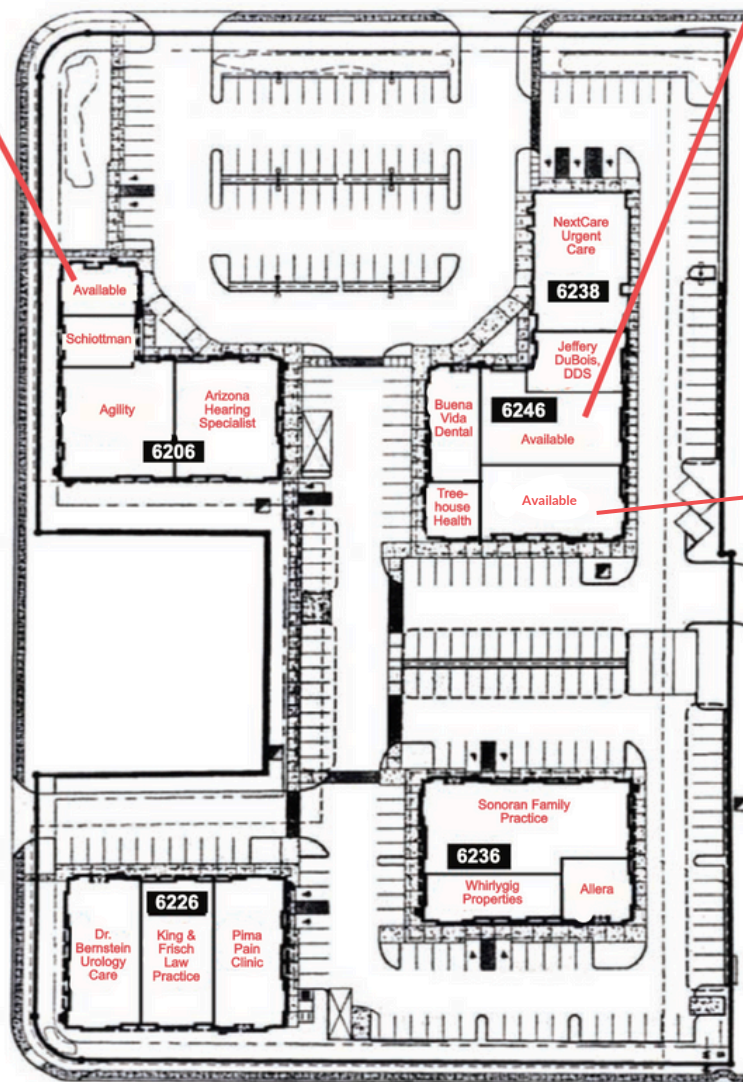 NextCare
Urgent
Care
6238
Jeffery
DuBois,
DDS
Available
Schiottman
Agility
Arizona
Hearing
Specialist
6206
Buena
Vida
Dental
6246
Available
Tree-
house
Health
Available
Sonoran Family
Practice
6236
Whirlygig
Properties
Allera
6226
Dr.
Bernstein
Urology
Care
King &
Frisch
Law
Practice
Pima
Pain
Clinic